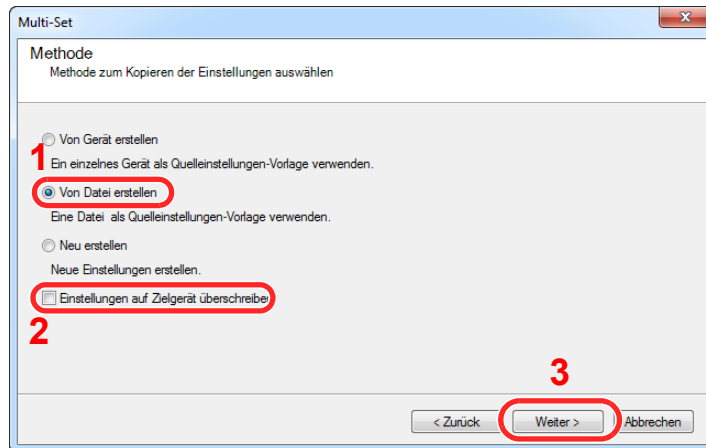 Multi-Set
Methode
Methode zum Kopieren der Einstellungen auswählen
Von Gerät erstellen
1
Ein einzelnes Gerät als Quelleinstellungen-Vorlage verwenden.
Von Datei erstellen
Eine Datei als Quelleinstellungen-Vorlage verwenden.
Neu erstellen
Neue Einstellungen erstellen.
Einstellungen auf Zielgerät überschreiben
2
3
< Zurück Weiter > Abbrechen